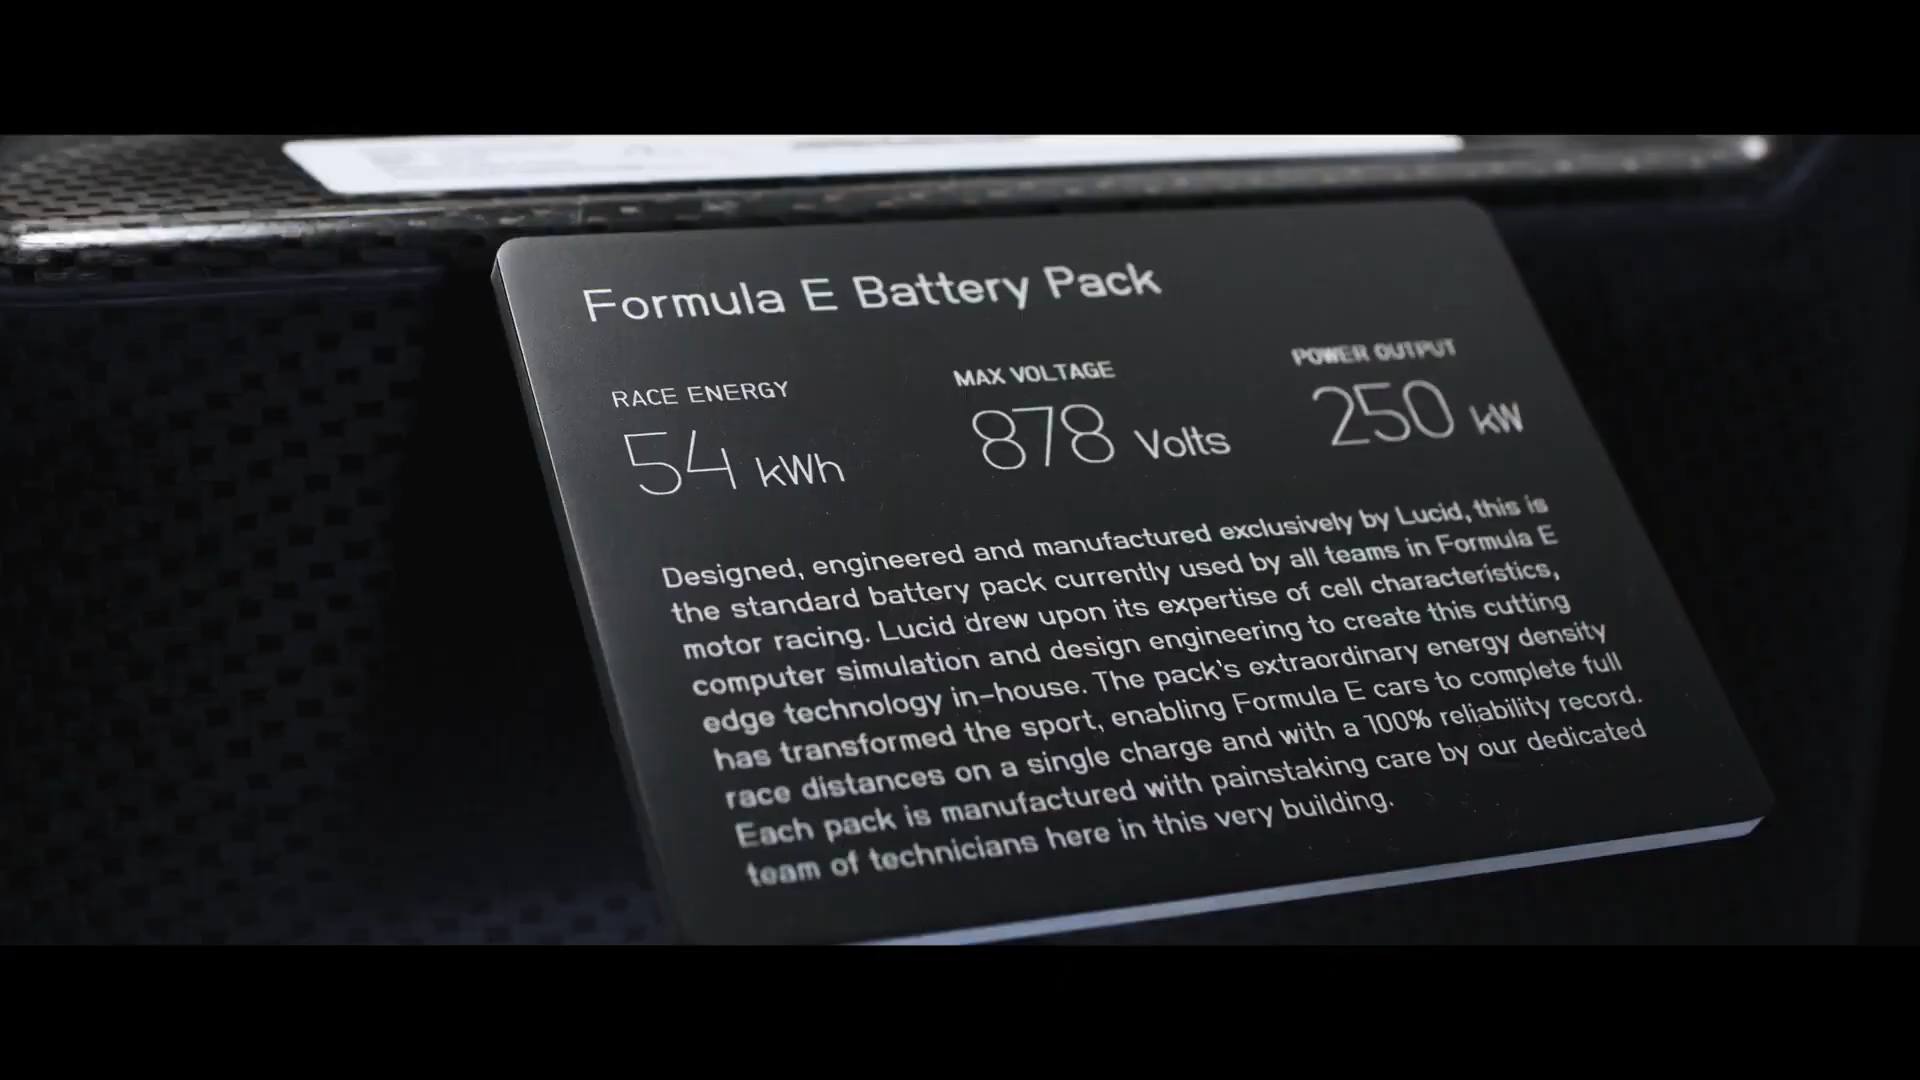 Formula E Battery Pack
RACE ENERGY
54 kWh
MAX VOLTAGE
878 Volts
POWER OUTPUT
250 kW
Designed, engineered and manufactured exclusively by Lucid, this is
the standard battery pack currently used by all teams in Formula E
motor racing. Lucid drew upon its expertise of cell characteristics,
computer simulation and design engineering to create this cutting
edge technology in-house. The pack's extraordinary energy density
has transformed the sport, enabling Formula E cars to complete full
race distances on a single charge and with a 100% reliability record.
Each pack is manufactured with painstaking care by our dedicated
team of technicians here in this very building.